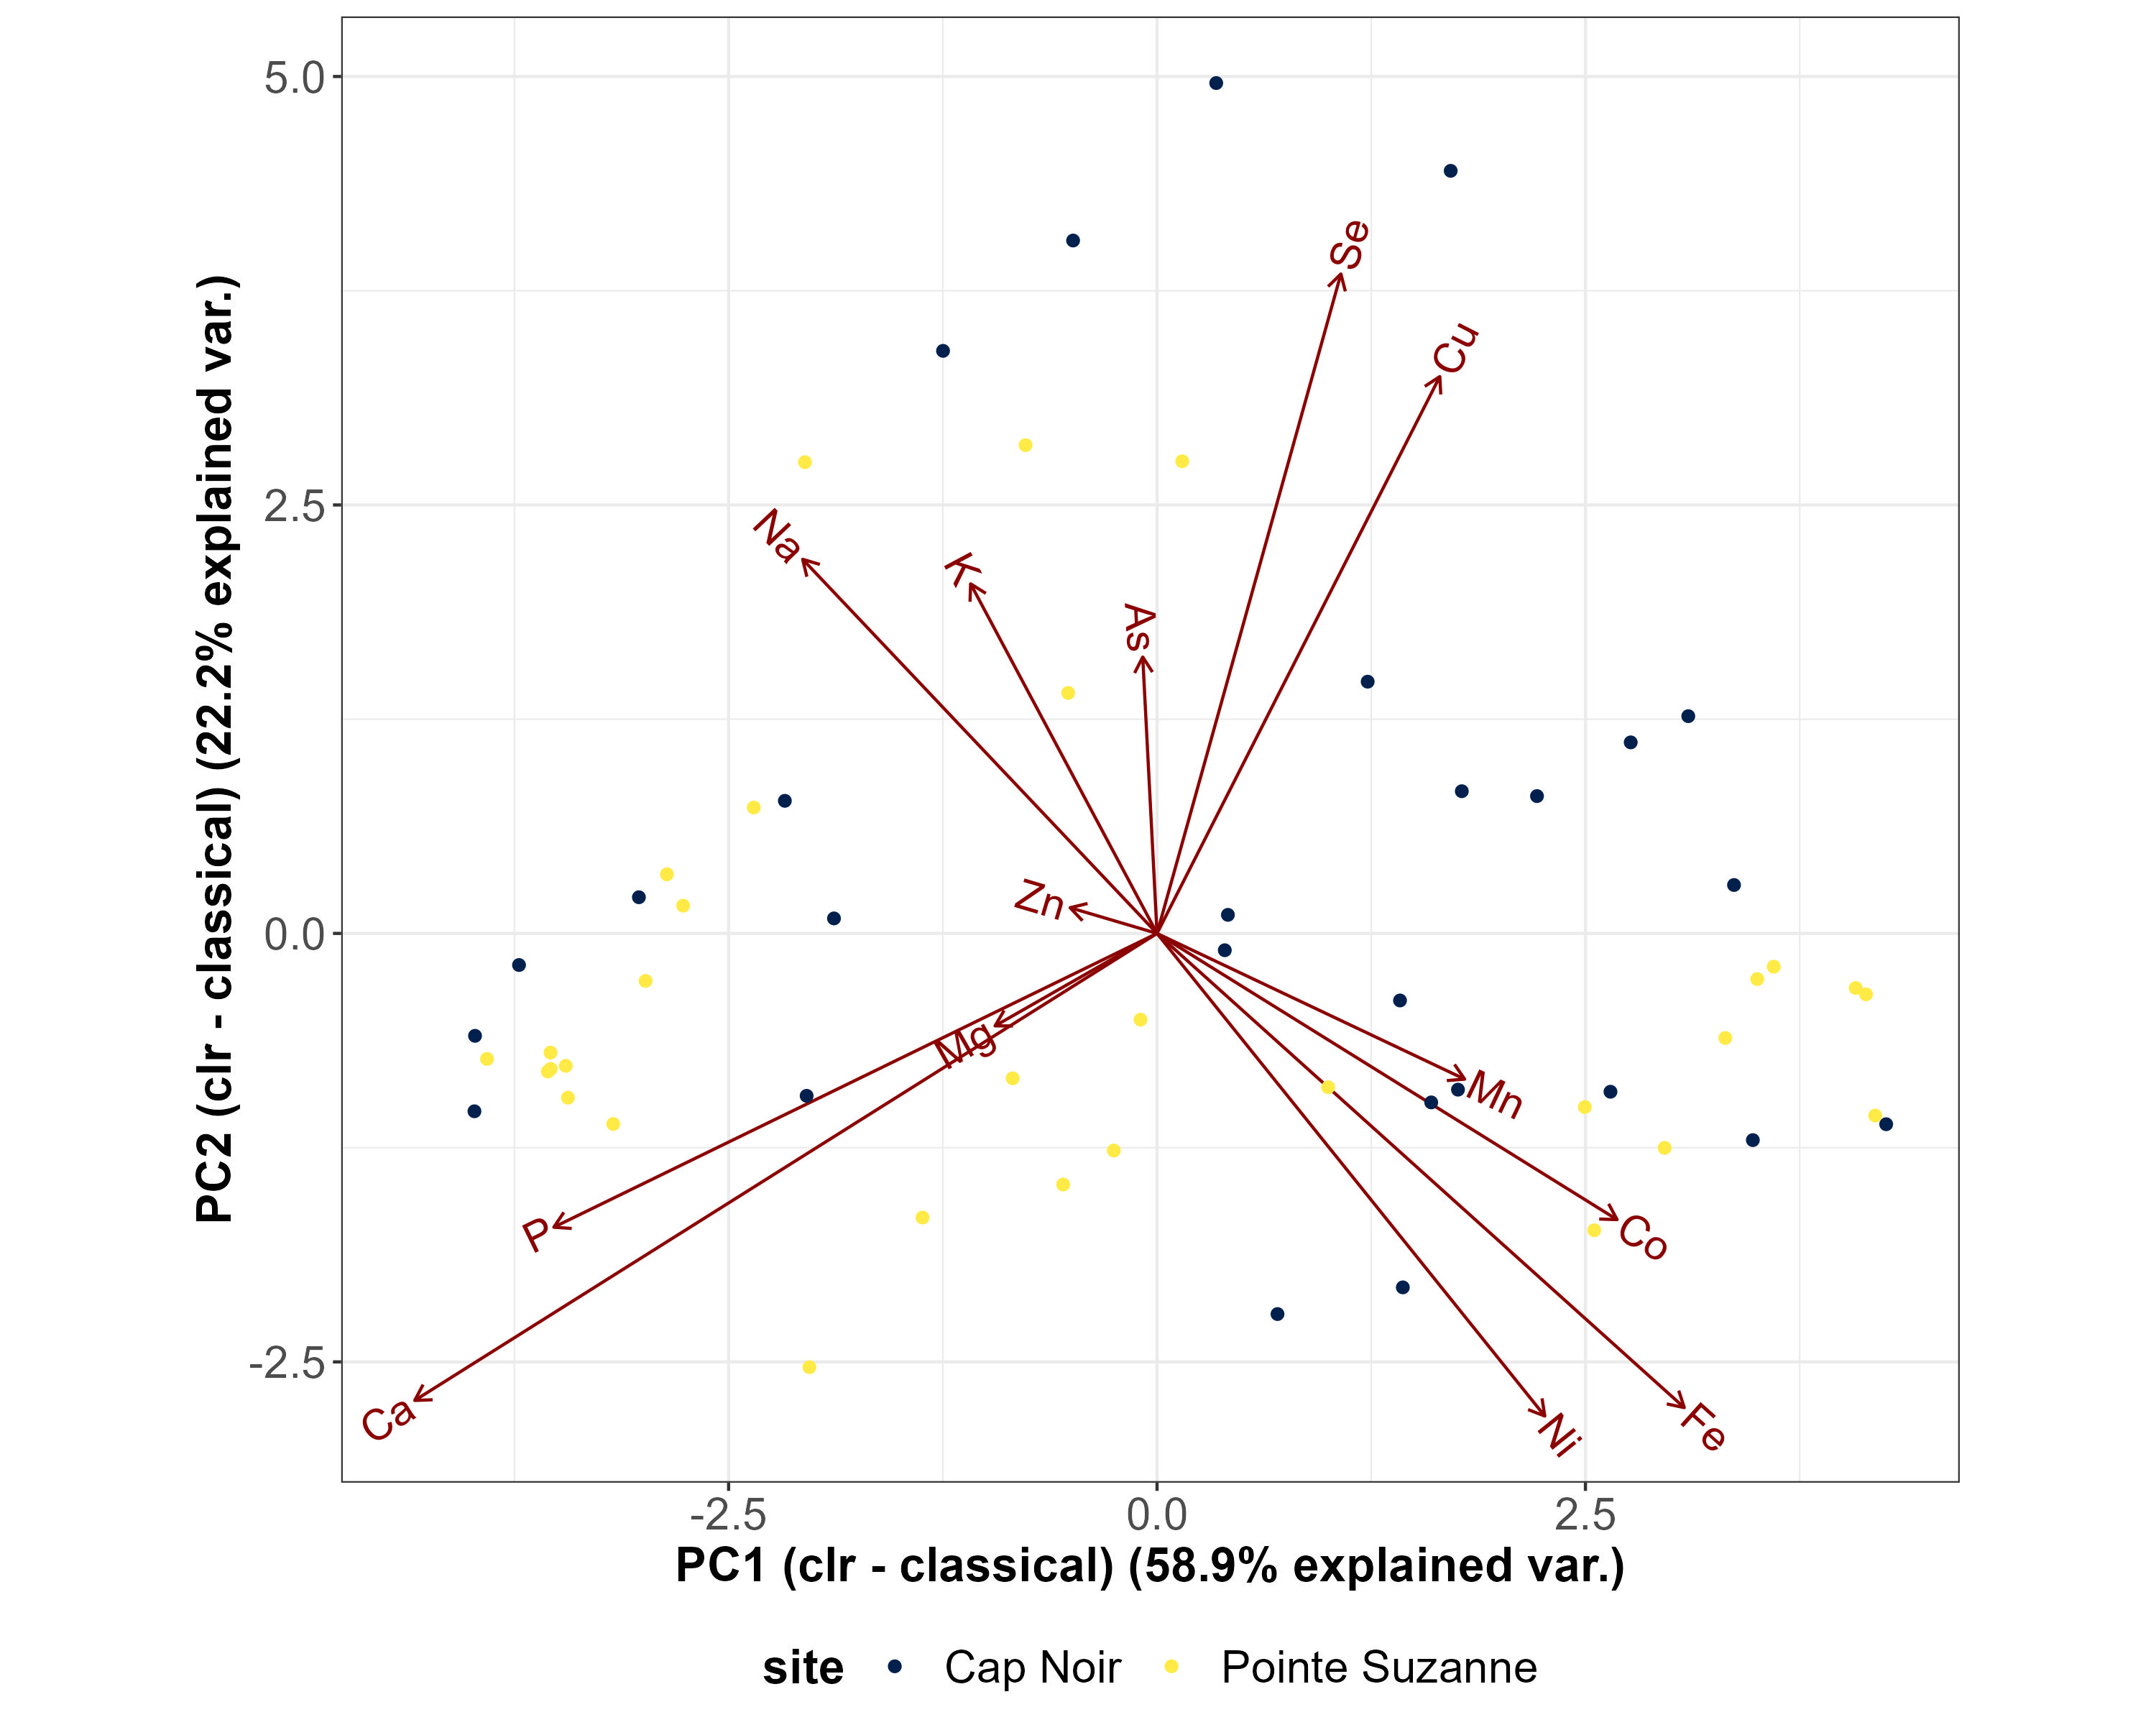 PC2 (clr - classical) (22.2% explained var.)
5.0
2.5
0.0
-2.5
Se
Cu
Na
K
As
Zn
Mg
Mn
P
Co
Ca
Ni
Fe
-2.5
0.0
2.5
PC1 (clr - classical) (58.9% explained var.)
site Cap Noir Pointe Suzanne